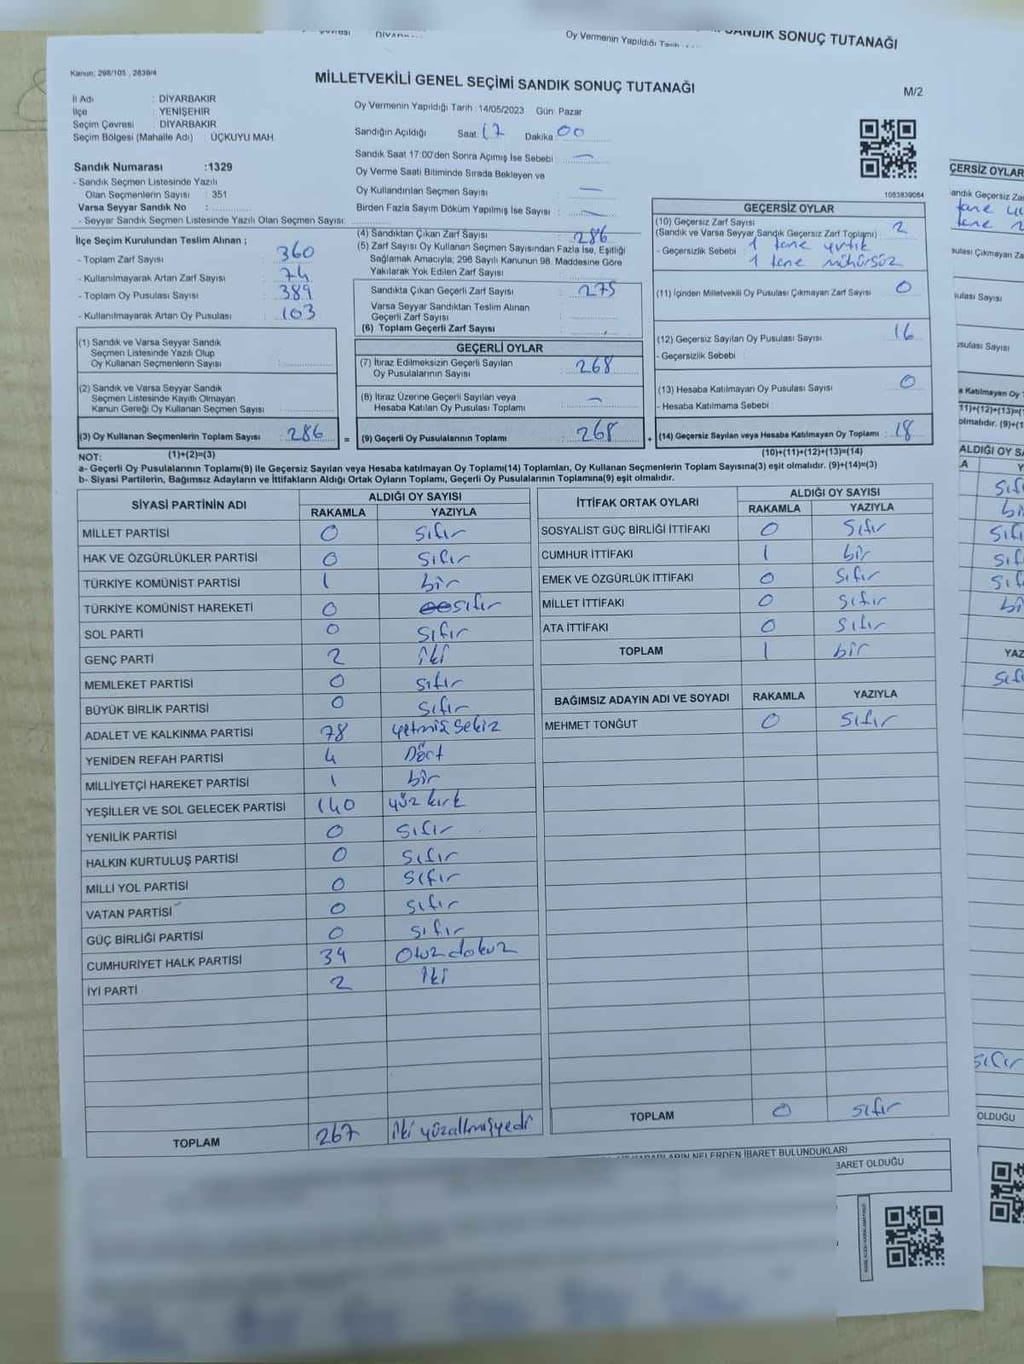 Oy Vermenin Yapıldığı Tarih
SANDIK SONUÇ TUTANAĞI
Kanun: 298/105 , 2839/4
MİLLETVEKİLİ GENEL SEÇİMİ SANDIK SONUÇ TUTANAĞI
M/2
İl Adı : DİYARBAKIR
İlçe : YENİŞEHİR
Seçim Çevresi DİYARBAKIR
Seçim Bölgesi (Mahalle Adı) : ÜÇKUYU MAH
Sandık Numarası :1329
- Sandık Seçmen Listesinde Yazılı
Olan Seçmenlerin Sayısı : 351
Varsa Seyyar Sandık No :
- Seyyar Sandık Seçmen Listesinde Yazılı Olan Seçmen Sayısı:
Oy Vermenin Yapıldığı Tarih :14/05/2023 Gün: Pazar
Sandığın Açıldığı Saat 17 Dakika 00
Sandık Saat 17:00'den Sonra Açılmış İse Sebebi : —
Oy Verme Saati Bitiminde Sırada Bekleyen ve
Oy Kullandırılan Seçmen Sayısı —
Birden Fazla Sayım Döküm Yapılmış İse Sayısı : —
1083839084
İlçe Seçim Kurulundan Teslim Alınan ;
- Toplam Zarf Sayısı : 360
- Kullanılmayarak Artan Zarf Sayısı : 74
- Toplam Oy Pusulası Sayısı : 389
- Kullanılmayarak Artan Oy Pusulası : 103
(1) Sandık ve Varsa Seyyar Sandık
Seçmen Listesinde Yazılı Olup
Oy Kullanan Seçmenlerin Sayısı :
(2) Sandık ve Varsa Seyyar Sandık
Seçmen Listesinde Kayıtlı Olmayan
Kanun Gereği Oy Kullanan Seçmen Sayısı :
(3) Oy Kullanan Seçmenlerin Toplam Sayısı : 286 =
(4) Sandıktan Çıkan Zarf Sayısı : 286
(5) Zarf Sayısı Oy Kullanan Seçmen Sayısından Fazla İse, Eşitliği
Sağlamak Amacıyla; 298 Sayılı Kanunun 98. Maddesine Göre
Yakılarak Yok Edilen Zarf Sayısı :
Sandıkta Çıkan Geçerli Zarf Sayısı : 275
Varsa Seyyar Sandıktan Teslim Alınan
Geçerli Zarf Sayısı
(6) Toplam Geçerli Zarf Sayısı :
GEÇERLİ OYLAR
(7) İtiraz Edilmeksizin Geçerli Sayılan
Oy Pusulalarının Sayısı : 268
(8) İtiraz Üzerine Geçerli Sayılan veya
Hesaba Katılan Oy Pusulası Toplamı : —
(9) Geçerli Oy Pusulalarının Toplamı : 268 +
GEÇERSİZ OYLAR
(10) Geçersiz Zarf Sayısı
(Sandık ve Varsa Seyyar Sandık Geçersiz Zarf Toplamı) : 2
- Geçersizlik Sebebi : 1 tane yırtık
1 tane mühürsüz
(11) İçinden Milletvekili Oy Pusulası Çıkmayan Zarf Sayısı : 0
(12) Geçersiz Sayılan Oy Pusulası Sayısı : 16
- Geçersizlik Sebebi :
(13) Hesaba Katılmayan Oy Pusulası Sayısı : 0
- Hesaba Katılmama Sebebi :
(14) Geçersiz Sayılan veya Hesaba Katılmayan Oy Toplamı : 18
NOT: (1)+(2)=(3) (10)+(11)+(12)+(13)=(14)
a- Geçerli Oy Pusulalarının Toplamı(9) ile Geçersiz Sayılan veya Hesaba katılmayan Oy Toplamı(14) Toplamları, Oy Kullanan Seçmenlerin Toplam Sayısına(3) eşit olmalıdır. (9)+(14)=(3)
b- Siyasi Partilerin, Bağımsız Adayların ve İttifakların Aldığı Ortak Oyların Toplamı, Geçerli Oy Pusulalarının Toplamına(9) eşit olmalıdır.
SİYASİ PARTİNİN ADI ALDIĞI OY SAYISI
RAKAMLA YAZIYLA
MİLLET PARTİSİ 0 Sıfır
HAK VE ÖZGÜRLÜKLER PARTİSİ 0 Sıfır
TÜRKİYE KOMÜNİST PARTİSİ 1 bir
TÜRKİYE KOMÜNİST HAREKETİ 0 sıfır
SOL PARTİ 0 Sıfır
GENÇ PARTİ 2 iki
MEMLEKET PARTİSİ 0 Sıfır
BÜYÜK BİRLİK PARTİSİ 0 Sıfır
ADALET VE KALKINMA PARTİSİ 78 yetmiş sekiz
YENİDEN REFAH PARTİSİ 4 Dört
MİLLİYETÇİ HAREKET PARTİSİ 1 bir
YEŞİLLER VE SOL GELECEK PARTİSİ 140 yüz kırk
YENİLİK PARTİSİ 0 Sıfır
HALKIN KURTULUŞ PARTİSİ 0 Sıfır
MİLLİ YOL PARTİSİ 0 Sıfır
VATAN PARTİSİ 0 Sıfır
GÜÇ BİRLİĞİ PARTİSİ 0 Sıfır
CUMHURİYET HALK PARTİSİ 39 Otuz dokuz
İYİ PARTİ 2 İki
TOPLAM 267 iki yüzaltmışyedi
İTTİFAK ORTAK OYLARI ALDIĞI OY SAYISI
RAKAMLA YAZIYLA
SOSYALİST GÜÇ BİRLİĞİ İTTİFAKI 0 Sıfır
CUMHUR İTTİFAKI 1 bir
EMEK VE ÖZGÜRLÜK İTTİFAKI 0 Sıfır
MİLLET İTTİFAKI 0 Sıfır
ATA İTTİFAKI 0 Sıfır
TOPLAM 1 bir
BAĞIMSIZ ADAYIN ADI VE SOYADI RAKAMLA YAZIYLA
MEHMET TONĞUT 0 Sıfır
TOPLAM 0 sıfır
NELERDEN İBARET BULUNDUKLARI
BARET OLDUĞU